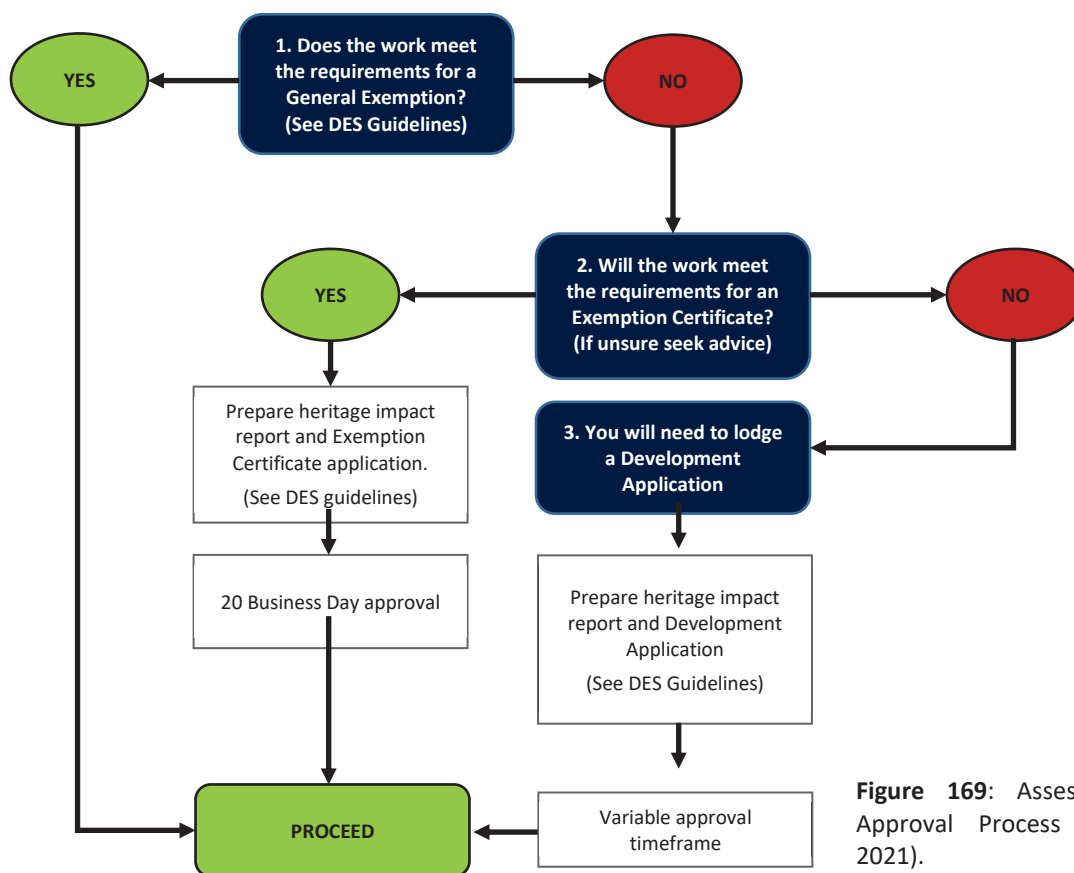 1. Does the work meet
the requirements for a
General Exemption?
(See DES Guidelines)
YES
NO
2. Will the work meet
the requirements for an
Exemption Certificate?
(If unsure seek advice)
YES
NO
Prepare heritage impact
report and Exemption
Certificate application.
(See DES guidelines)
3. You will need to lodge
a Development
Application
20 Business Day approval
Prepare heritage impact
report and Development
Application
(See DES Guidelines)
PROCEED
Variable approval
timeframe
Figure 169: Asses
Approval Process
2021).